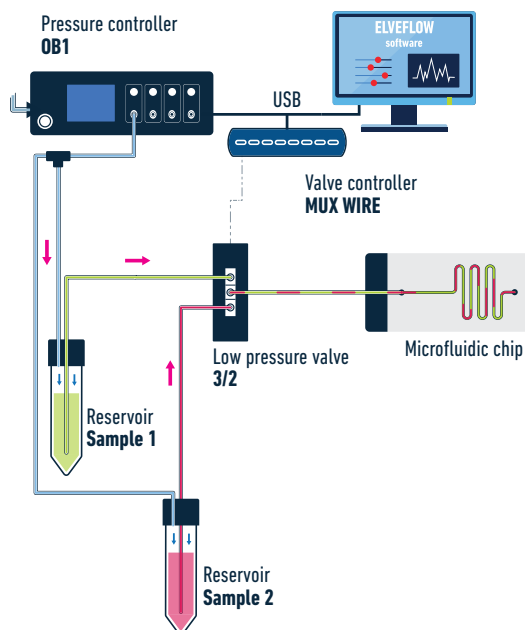 Pressure controller
OB1
ELVEFLOW
software
USB
Valve controller
MUX WIRE
Low pressure valve
3/2
Microfluidic chip
Reservoir
Sample 1
Reservoir
Sample 2